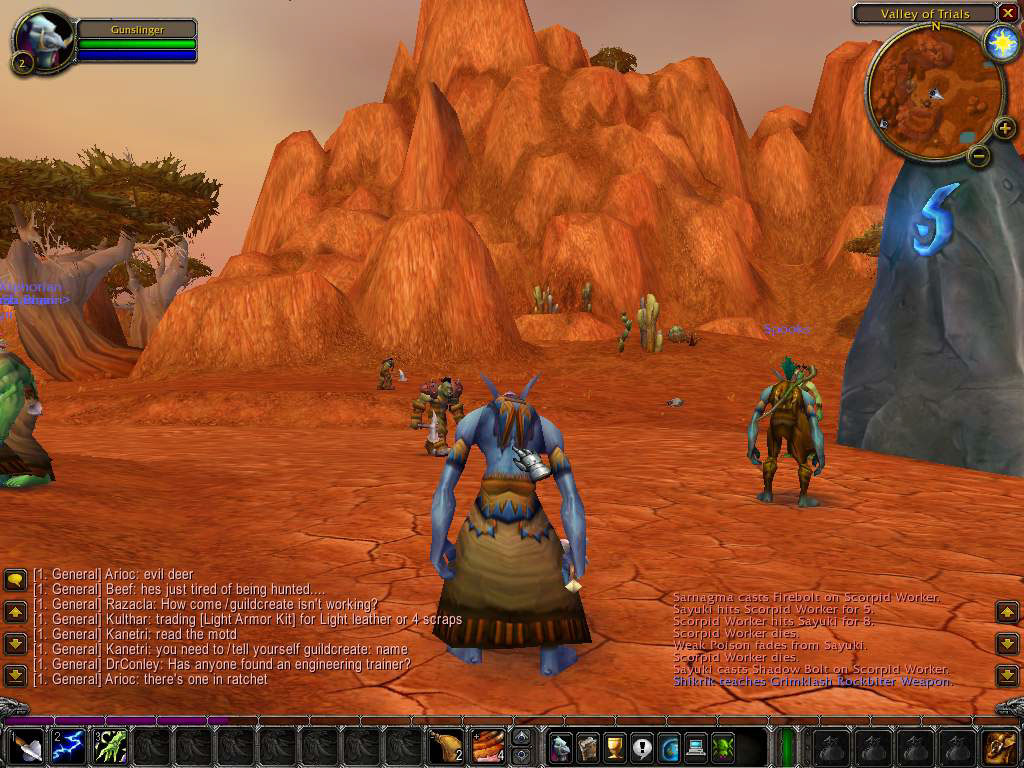 Gunslinger
2
Valley of Trials
N
Spooks
[1. General] Arioc: evil deer
[1. General] Beef: hes just tired of being hunted....
[1. General] Razacla: How come /guildcreate isn't working?
[1. General] Kulthar: trading [Light Armor Kit] for Light leather or 4 scraps
[1. General] Kanetri: read the motd
[1. General] Kanetri: you need to /tell yourself guildcreate: name
[1. General] DrConley: Has anyone found an engineering trainer?
[1. General] Arioc: there's one in ratchet
Sarnagma casts Firebolt on Scorpid Worker.
Sayuki hits Scorpid Worker for 5.
Scorpid Worker hits Sayuki for 8.
Scorpid Worker dies.
Weak Poison fades from Sayuki.
Scorpid Worker dies.
Sayuki casts Shadow Bolt on Scorpid Worker.
Shikrik teaches Grimklash Rockbiter Weapon.
2 3 2 4